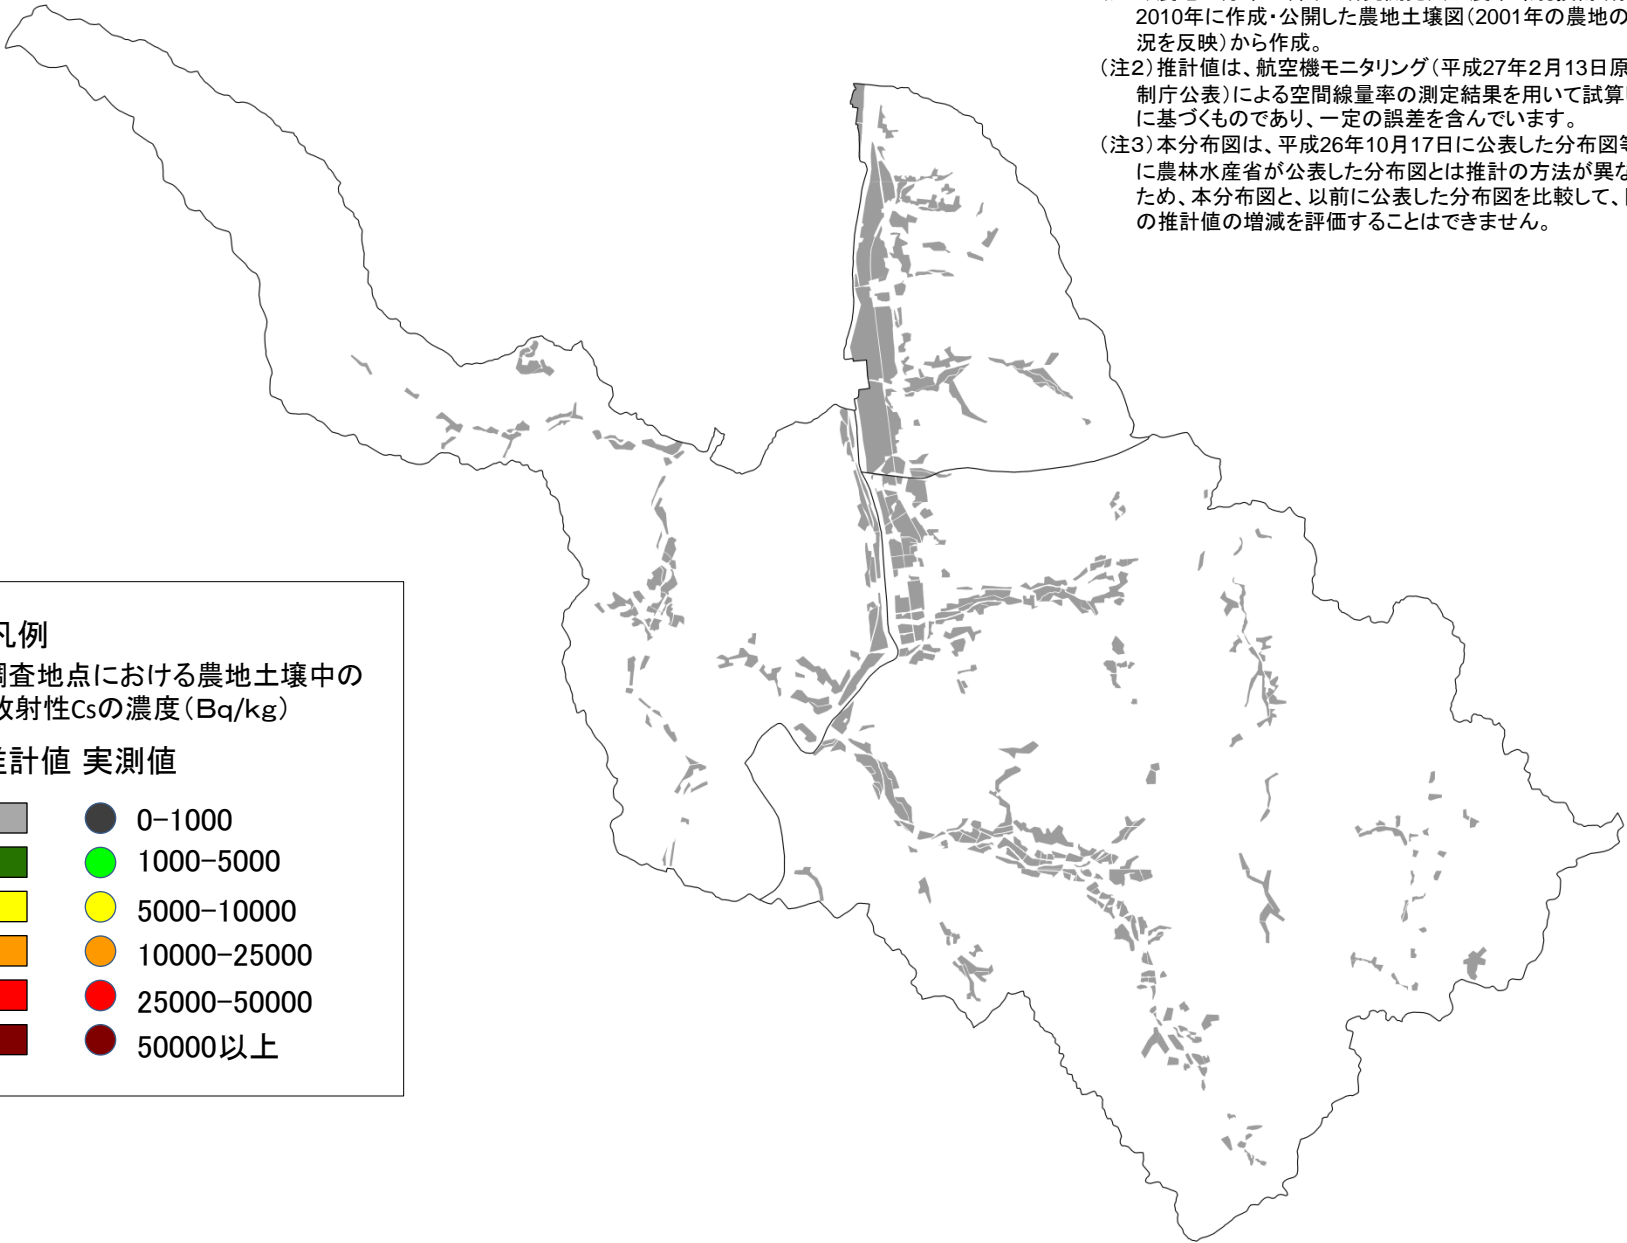 2010年に作成・公開した農地土壌図（2001年の農地の
況を反映）から作成。
（注2）推計値は、航空機モニタリング（平成27年2月13日原
制庁公表）による空間線量率の測定結果を用いて試算
に基づくものであり、一定の誤差を含んでいます。
（注3）本分布図は、平成26年10月17日に公表した分布図等
に農林水産省が公表した分布図とは推計の方法が異な
ため、本分布図と、以前に公表した分布図を比較して、
の推計値の増減を評価することはできません。
凡例
調査地点における農地土壌中の
放射性Csの濃度（Bq/kg）
推計値 実測値
0-1000
1000-5000
5000-10000
10000-25000
25000-50000
50000以上